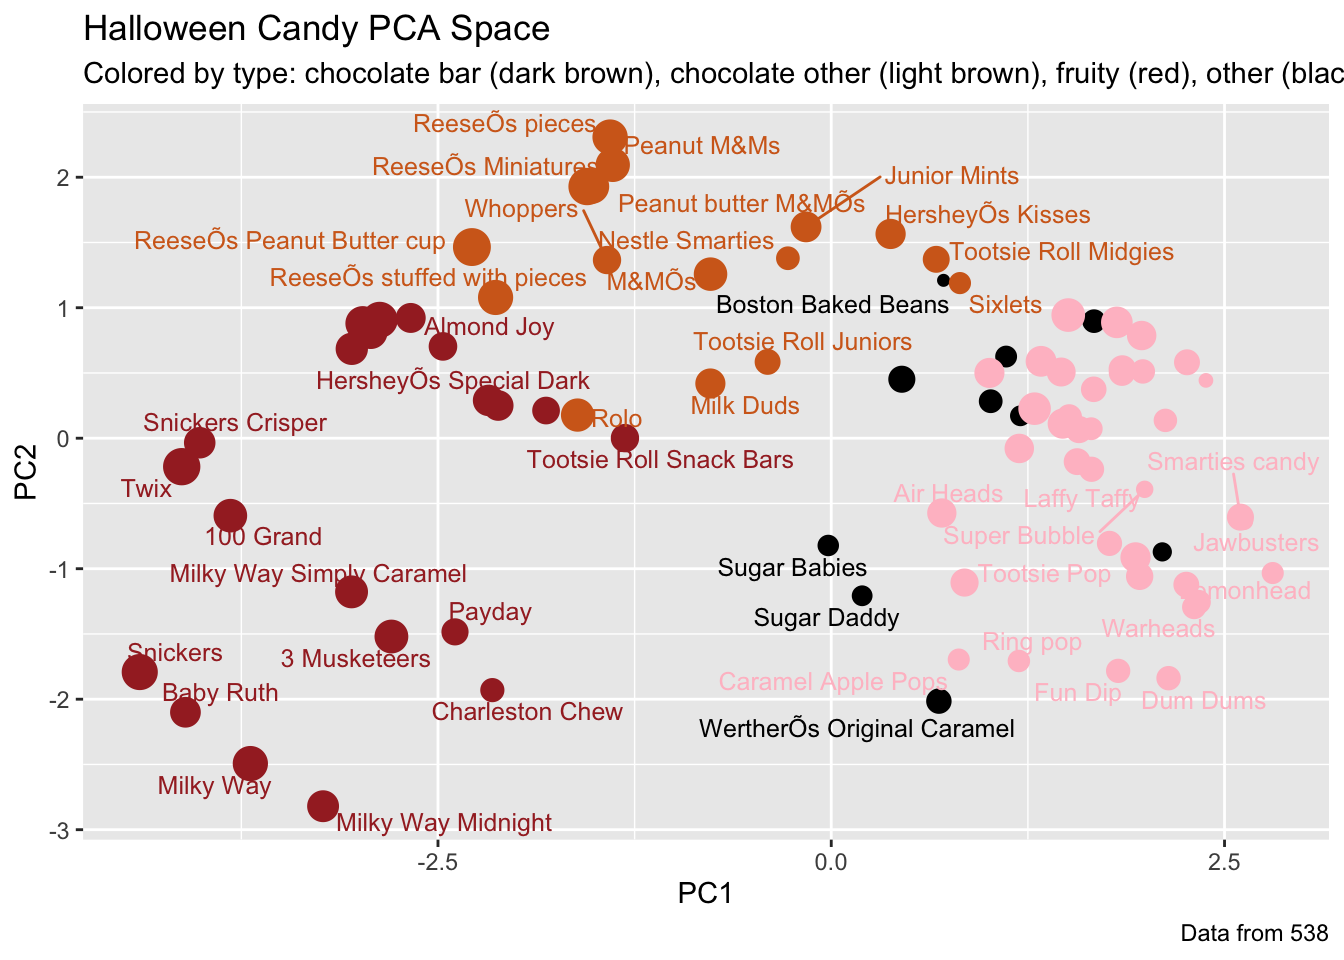 Halloween Candy PCA Space
Colored by type: chocolate bar (dark brown), chocolate other (light brown), fruity (red), other (blac
ReeseÕs pieces
Peanut M&Ms
ReeseÕs Miniatures
Junior Mints
Whoppers
Peanut butter M&MÕs
HersheyÕs Kisses
ReeseÕs Peanut Butter cup
Nestle Smarties
Tootsie Roll Midgies
ReeseÕs stuffed with pieces
M&MÕs
Boston Baked Beans
Sixlets
Almond Joy
Tootsie Roll Juniors
HersheyÕs Special Dark
Milk Duds
Snickers Crisper
Rolo
Tootsie Roll Snack Bars
Smarties candy
Twix
Air Heads
Laffy Taffy
100 Grand
Super Bubble
Jawbusters
Milky Way Simply Caramel
Sugar Babies
Tootsie Pop
Lemonhead
Payday
Sugar Daddy
Warheads
Snickers
3 Musketeers
Ring pop
Baby Ruth
Caramel Apple Pops
Fun Dip
Dum Dums
Charleston Chew
WertherÕs Original Caramel
Milky Way
Milky Way Midnight
2
1
0
-1
-2
-3
PC2
-2.5
0.0
2.5
PC1
Data from 538